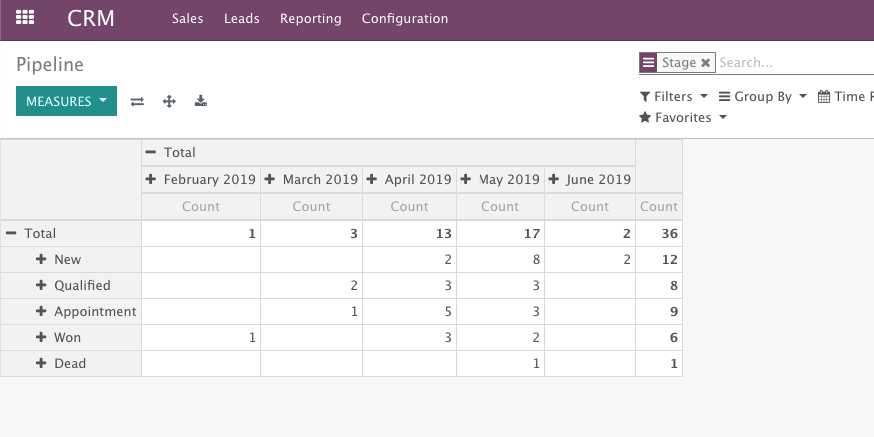 CRM Sales Leads Reporting Configuration
Pipeline
Stage Search...
MEASURES
Filters Group By Time R
Favorites
Total
February 2019 March 2019 April 2019 May 2019 June 2019
Count Count Count Count Count Count
Total 1 3 13 17 2 36
New 2 8 2 12
Qualified 2 3 3 8
Appointment 1 5 3 9
Won 1 3 2 6
Dead 1 1